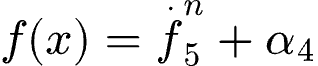 f(x) = \dot{f}_5^n + \alpha_4